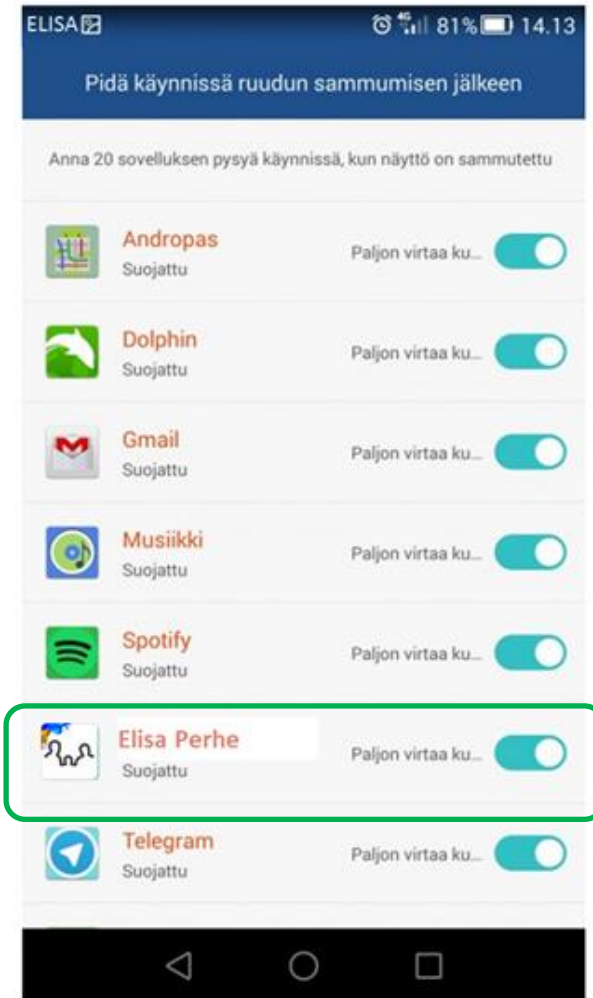 ELISA 4G 81% 14.13
Pidä käynnissä ruudun sammumisen jälkeen
Anna 20 sovelluksen pysyä käynnissä, kun näyttö on sammutettu
Andropas
Suojattu
Paljon virtaa ku...
Dolphin
Suojattu
Paljon virtaa ku...
Gmail
Suojattu
Paljon virtaa ku...
Musiikki
Suojattu
Paljon virtaa ku...
Spotify
Suojattu
Paljon virtaa ku...
Elisa Perhe
Suojattu
Paljon virtaa ku...
Telegram
Suojattu
Paljon virtaa ku...